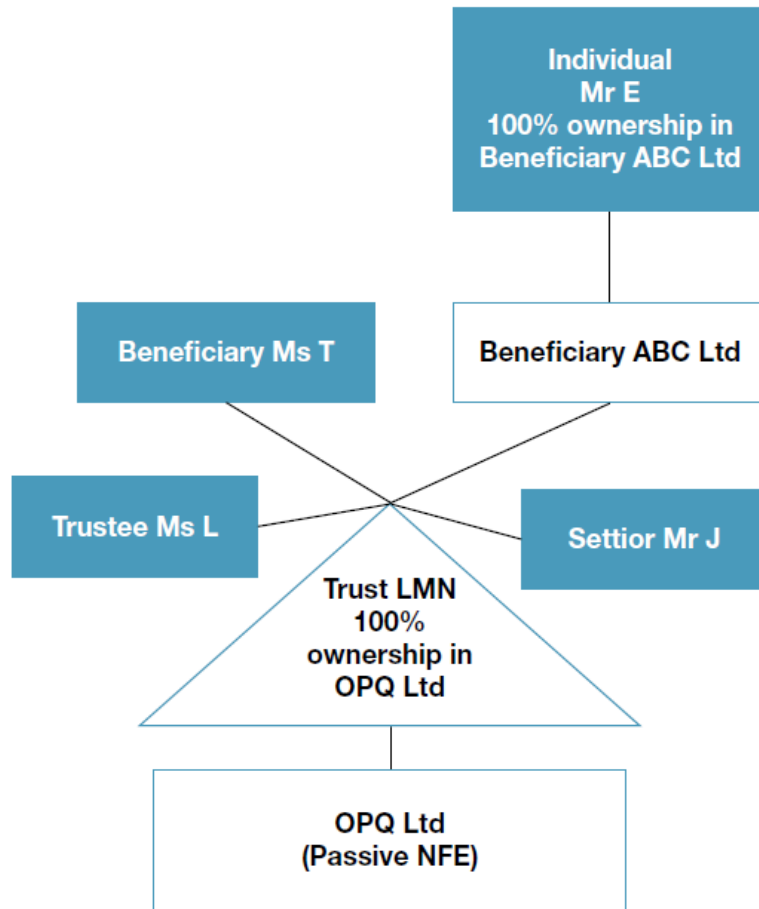 Individual
Mr E
100% ownership in
Beneficiary ABC Ltd
Beneficiary Ms T
Beneficiary ABC Ltd
Trustee Ms L
Settior Mr J
Trust LMN
100%
ownership in
OPQ Ltd
OPQ Ltd
(Passive NFE)